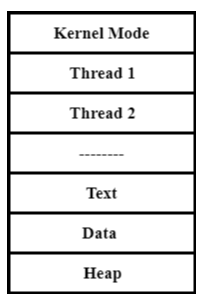 Kernel Mode
Thread 1
Thread 2
--------
Text
Data
Heap